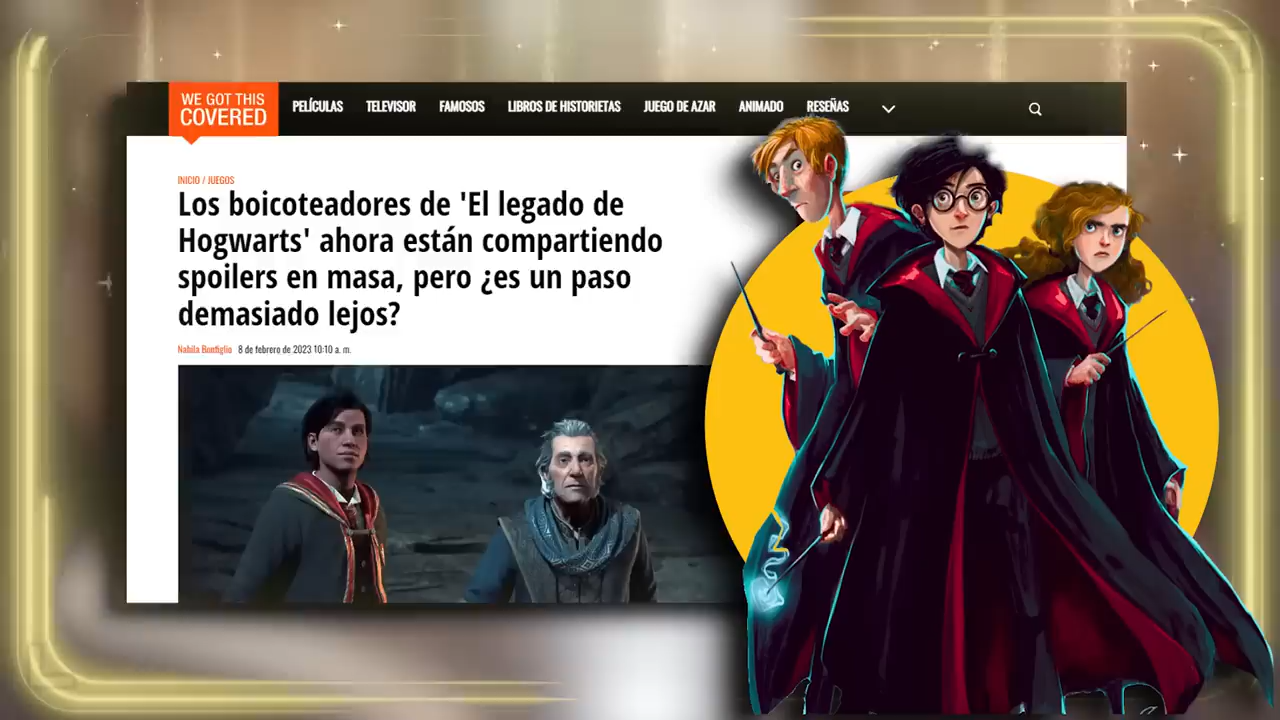 WE GOT THIS
COVERED
PELÍCULAS TELEVISOR FAMOSOS LIBROS DE HISTORIETAS JUEGO DE AZAR ANIMADO RESEÑAS
INICIO / JUEGOS
Los boicoteadores de 'El legado de
Hogwarts' ahora están compartiendo
spoilers en masa, pero ¿es un paso
demasiado lejos?
Nahila Bonfiglio 8 de febrero de 2023 10:10 a. m.